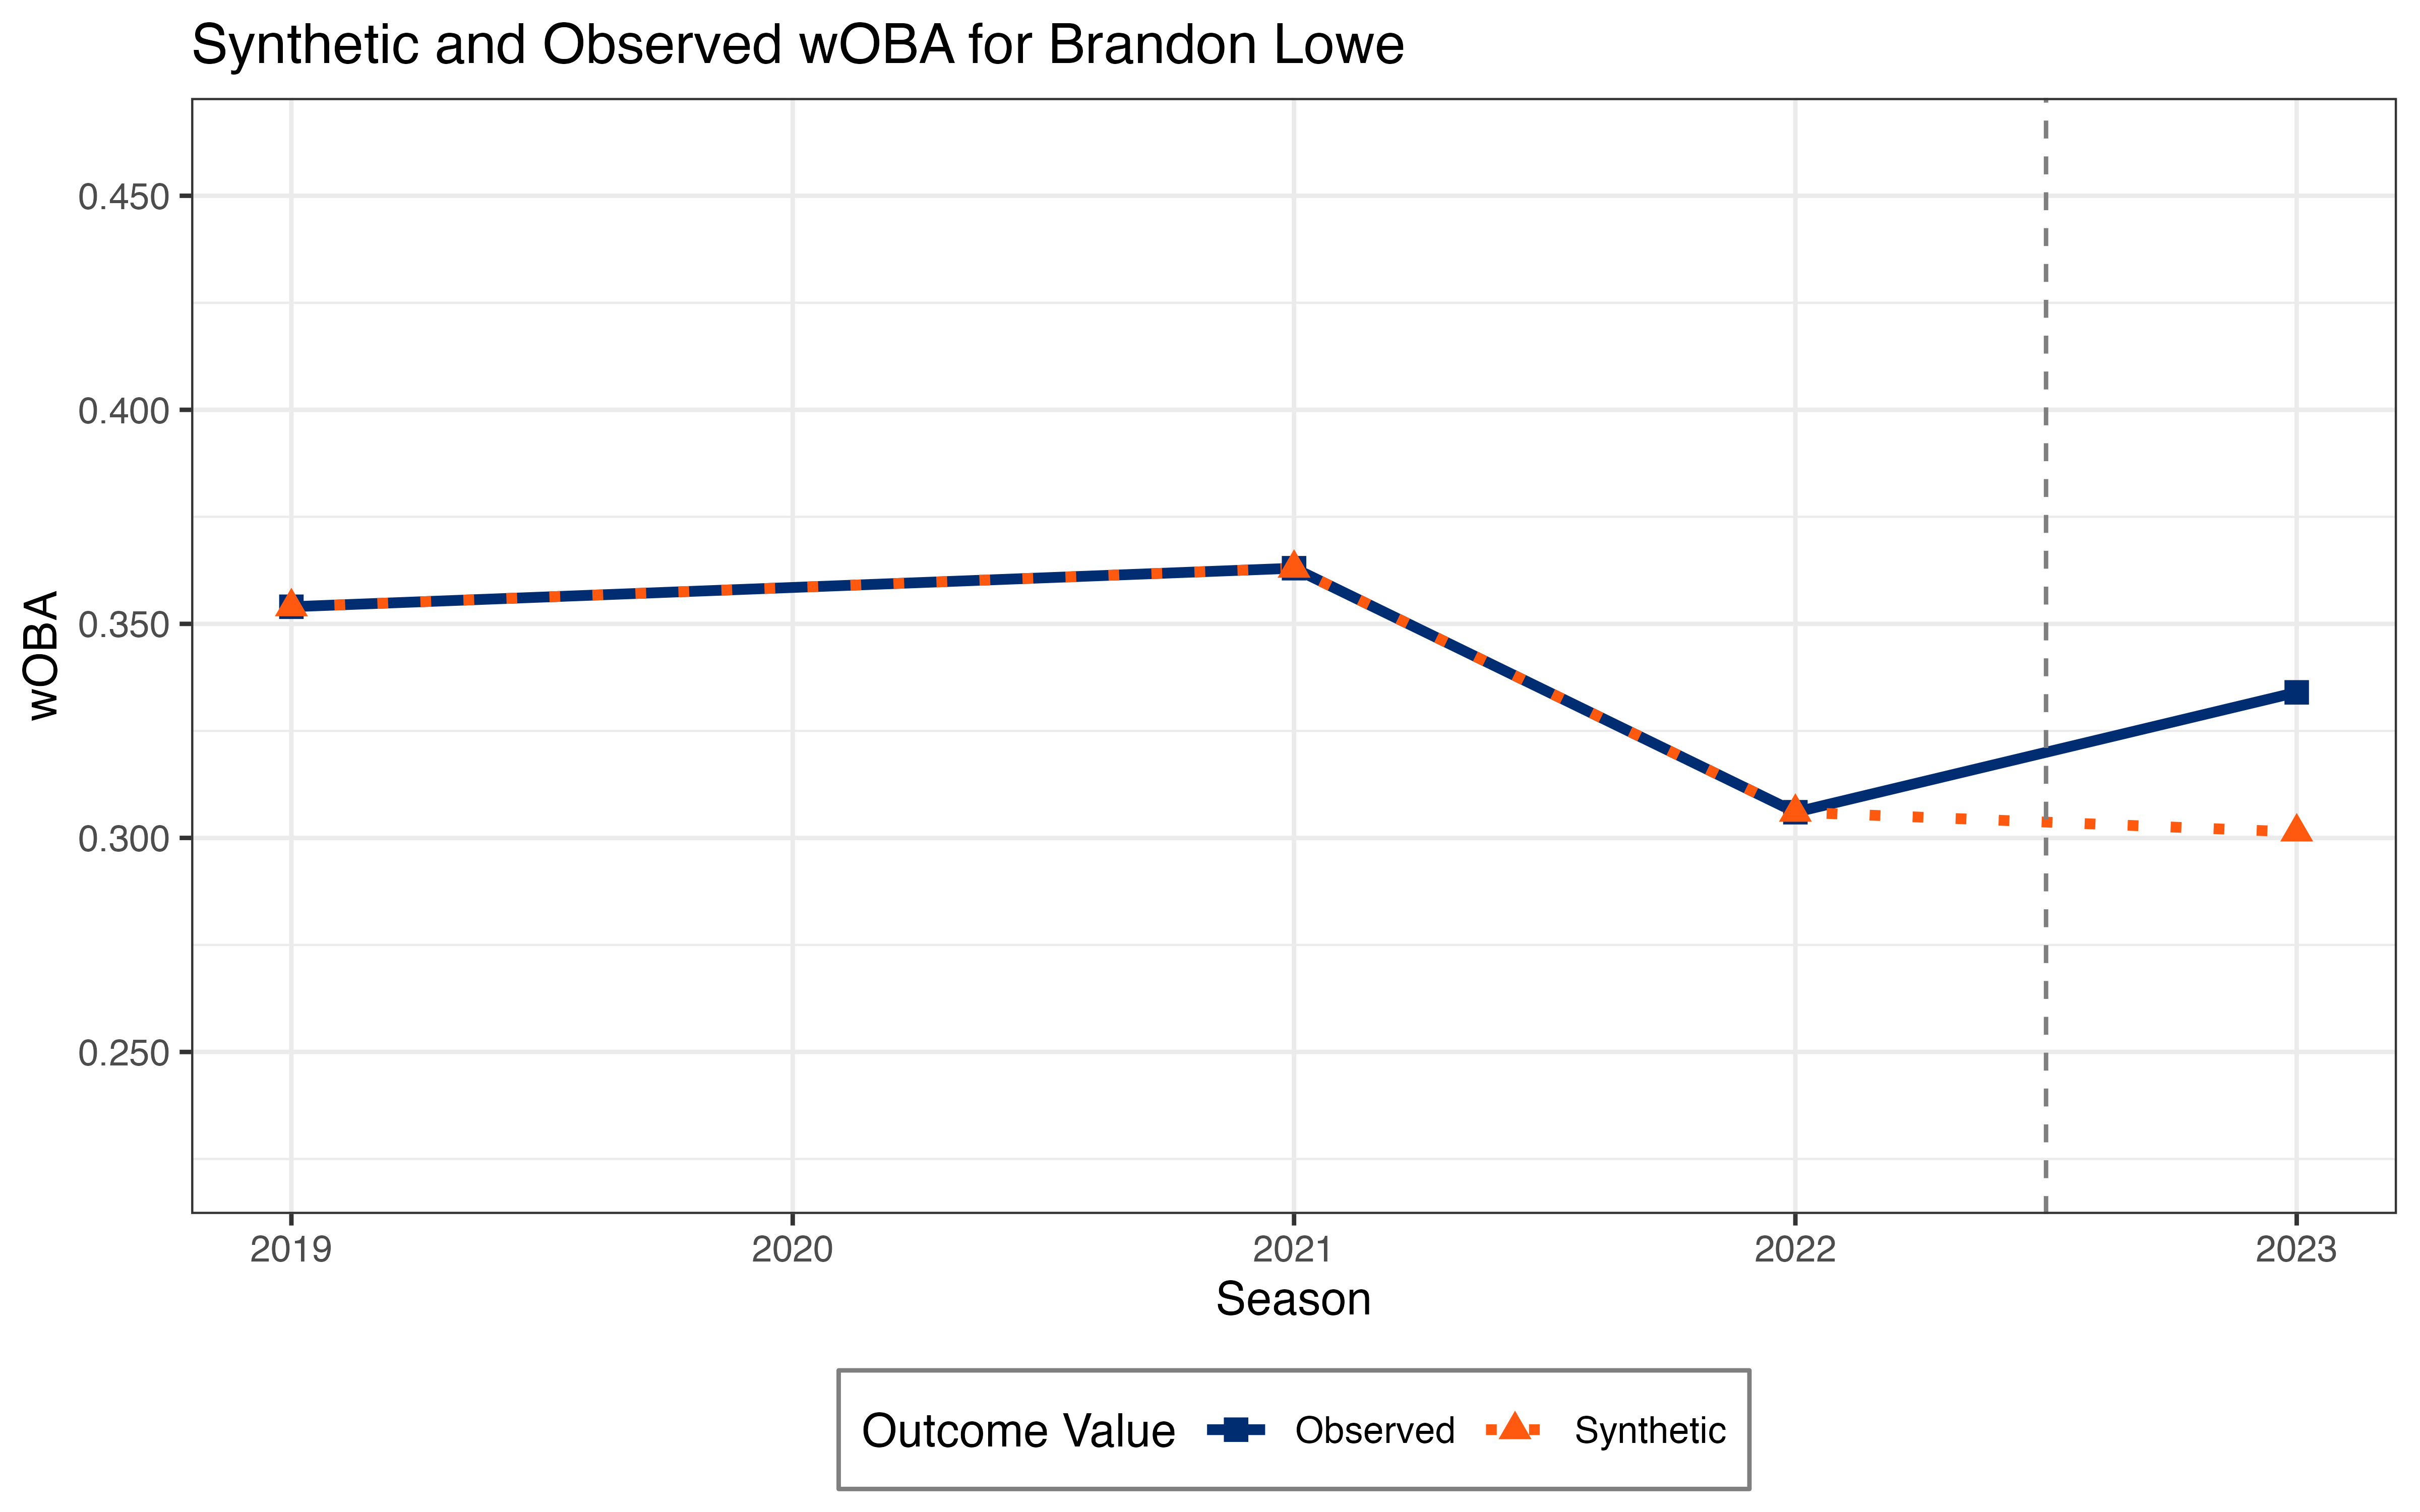 Synthetic and Observed wOBA for Brandon Lowe
wOBA
0.450
0.400
0.350
0.300
0.250
2019 2020 2021 2022 2023
Season
Outcome Value Observed Synthetic